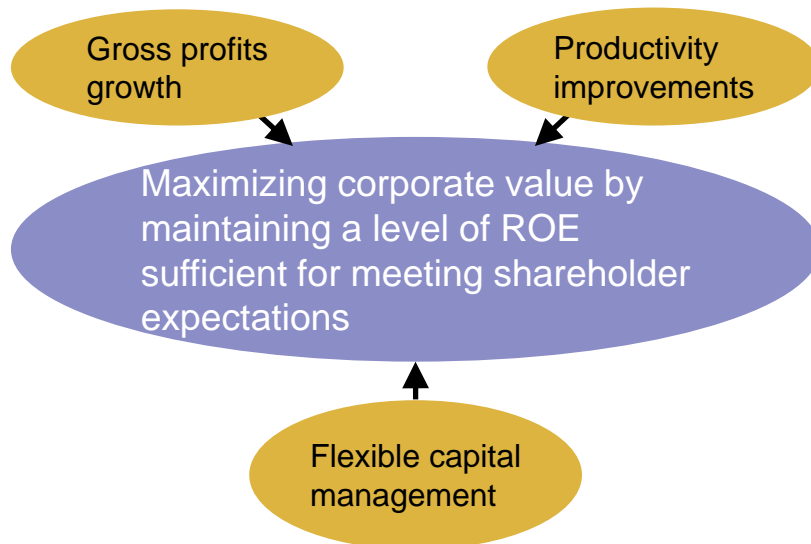 Gross profits
growth
Productivity
improvements
Maximizing corporate value by
maintaining a level of ROE
sufficient for meeting shareholder
expectations
Flexible capital
management